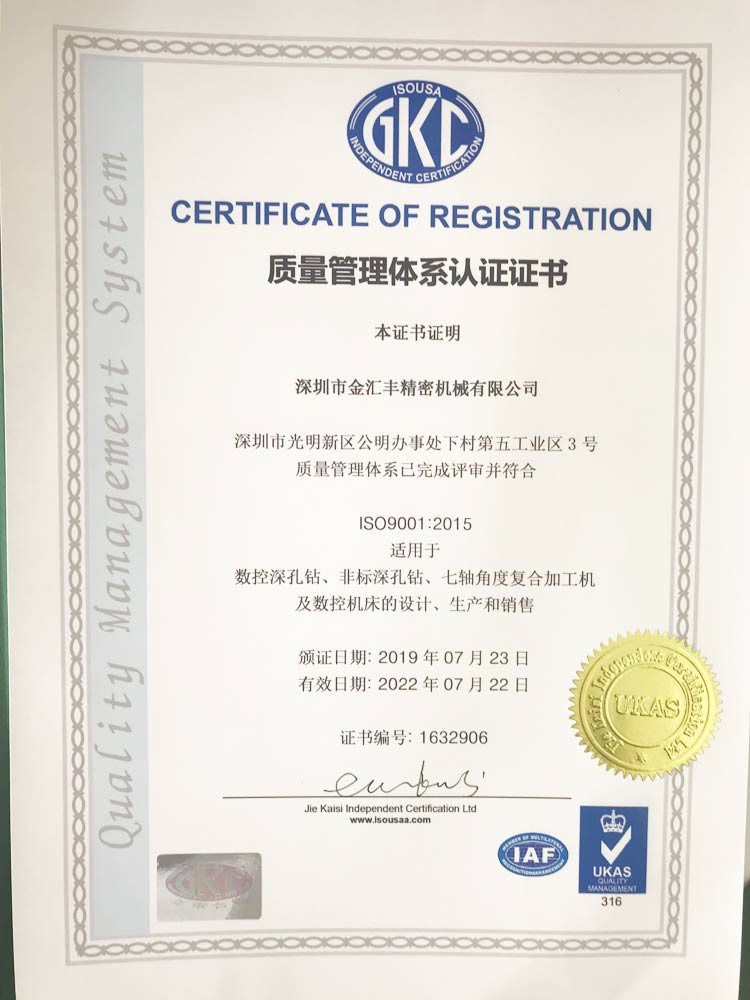 ISOUSA
GKC
INDEPENDENT CERTIFICATION
CERTIFICATE OF REGISTRATION
质量管理体系认证证书
Quality Management System
本证书证明
深圳市金汇丰精密机械有限公司
深圳市光明新区公明办事处下村第五工业区3号
质量管理体系已完成评审并符合
ISO9001:2015
适用于
数控深孔钻、非标深孔钻、七轴角度复合加工机
及数控机床的设计、生产和销售
颁证日期: 2019年07月23日
有效日期: 2022年07月22日
证书编号: 1632906
Jie Kaisi Independent Certification Ltd
www.isousaa.com
UKAS
Independent Certification Ltd
GKC
MEMBER OF MULTILATERAL
IAF
UKAS
QUALITY
MANAGEMENT
316